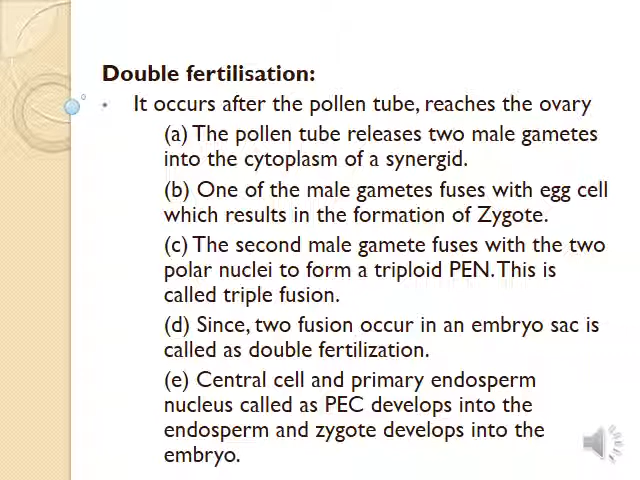 Double fertilisation:
• It occurs after the pollen tube, reaches the ovary
(a) The pollen tube releases two male gametes
into the cytoplasm of a synergid.
(b) One of the male gametes fuses with egg cell
which results in the formation of Zygote.
(c) The second male gamete fuses with the two
polar nuclei to form a triploid PEN. This is
called triple fusion.
(d) Since, two fusion occur in an embryo sac is
called as double fertilization.
(e) Central cell and primary endosperm
nucleus called as PEC develops into the
endosperm and zygote develops into the
embryo.